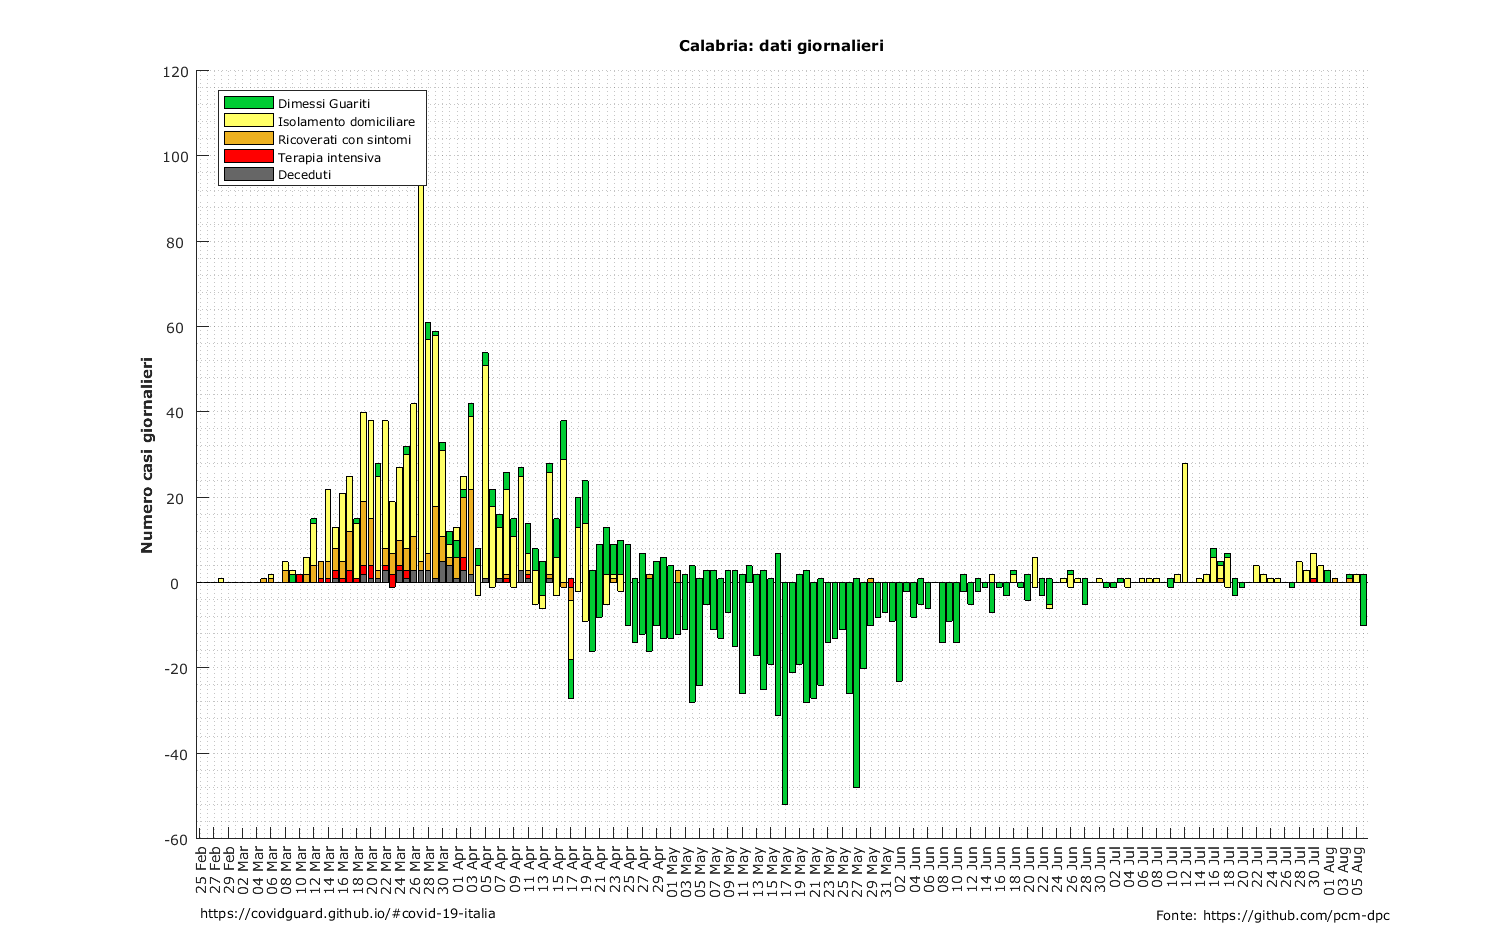 Calabria: dati giornalieri
120
100
80
60
40
20
0
-20
-40
-60
Numero casi giornalieri
Dimessi Guariti
Isolamento domiciliare
Ricoverati con sintomi
Terapia intensiva
Deceduti
25 Feb
27 Feb
29 Feb
02 Mar
04 Mar
06 Mar
08 Mar
10 Mar
12 Mar
14 Mar
16 Mar
18 Mar
20 Mar
22 Mar
24 Mar
26 Mar
28 Mar
30 Mar
01 Apr
03 Apr
05 Apr
07 Apr
09 Apr
11 Apr
13 Apr
15 Apr
17 Apr
19 Apr
21 Apr
23 Apr
25 Apr
27 Apr
29 Apr
01 May
03 May
05 May
07 May
09 May
11 May
13 May
15 May
17 May
19 May
21 May
23 May
25 May
27 May
29 May
31 May
02 Jun
04 Jun
06 Jun
08 Jun
10 Jun
12 Jun
14 Jun
16 Jun
18 Jun
20 Jun
22 Jun
24 Jun
26 Jun
28 Jun
30 Jun
02 Jul
04 Jul
06 Jul
08 Jul
10 Jul
12 Jul
14 Jul
16 Jul
18 Jul
20 Jul
22 Jul
24 Jul
26 Jul
28 Jul
30 Jul
01 Aug
03 Aug
05 Aug
https://covidguard.github.io/#covid-19-italia
Fonte: https://github.com/pcm-dpc